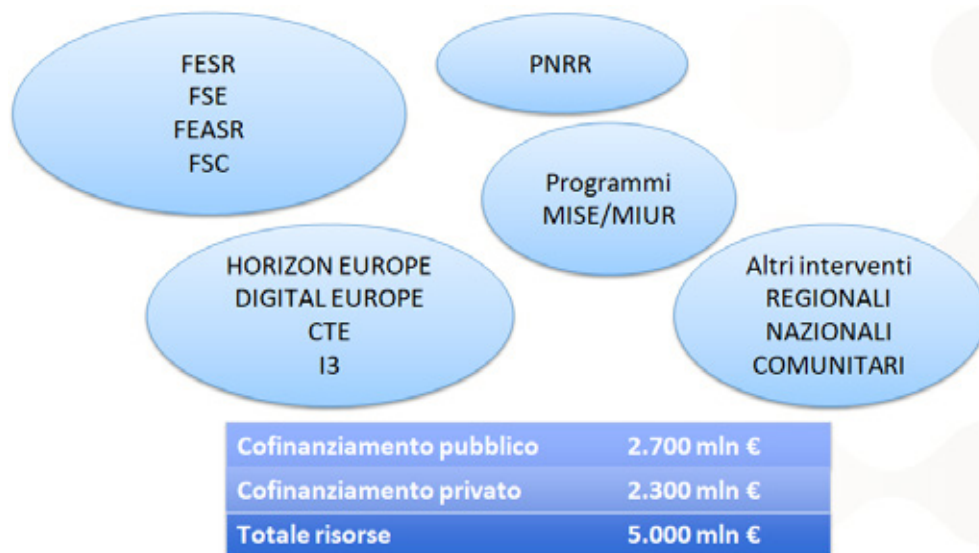 FESR
FSE
FEASR
FSC
PNRR
Programmi
MISE/MIUR
HORIZON EUROPE
DIGITAL EUROPE
CTE
I3
Altri interventi
REGIONALI
NAZIONALI
COMUNITARI
Cofinanziamento pubblico 2.700 mln €
Cofinanziamento privato 2.300 mln €
Totale risorse 5.000 mln €